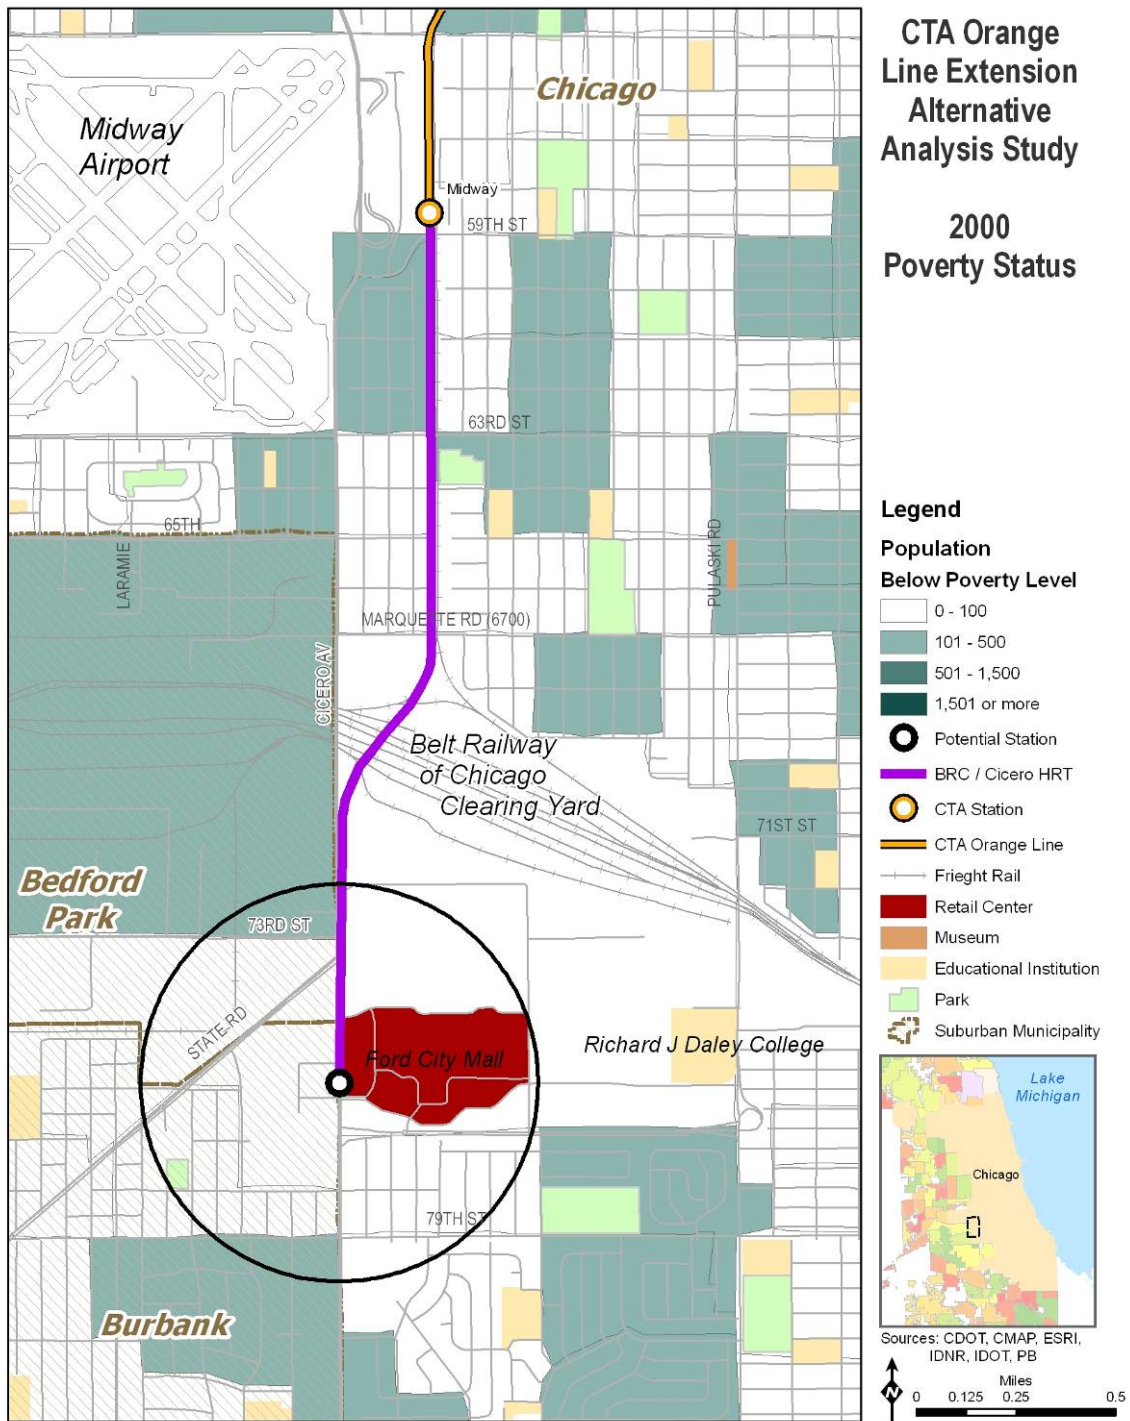 CTA Orange
Line Extension
Alternative
Analysis Study
2000
Poverty Status
Chicago
Midway
Airport
Midway
59TH ST
63RD ST
65TH
LARAMIE
PULASKI RD
MARQUETTE RD (6700)
CICERO AV
Belt Railway
of Chicago
Clearing Yard
71ST ST
Bedford
Park
73RD ST
STATE RD
Ford City Mall
Richard J Daley College
79TH ST
Burbank
Legend
Population
Below Poverty Level
0 - 100
101 - 500
501 - 1,500
1,501 or more
Potential Station
BRC / Cicero HRT
CTA Station
CTA Orange Line
Frieght Rail
Retail Center
Museum
Educational Institution
Park
Suburban Municipality
Lake
Michigan
Chicago
Sources: CDOT, CMAP, ESRI,
IDNR, IDOT, PB
N
Miles
0 0.125 0.25 0.5